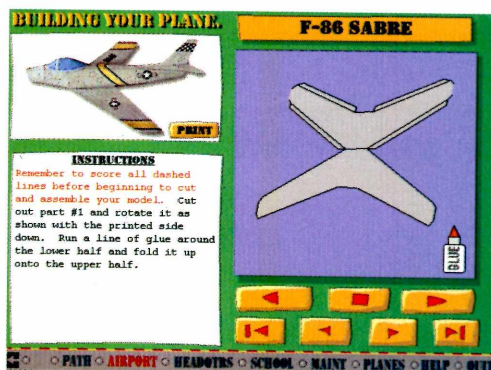 BUILDING YOUR PLANE.
F-86 SABRE
PRINT
INSTRUCTIONS
Remember to score all dashed
lines before beginning to cut
and assemble your model. Cut
out part #1 and rotate it as
shown with the printed side
down. Run a line of glue around
the lower half and fold it up
onto the upper half.
GLUE
PATH AIRPORT HEADQTRS SCHOOL MAINT PLANES HELP QUIT